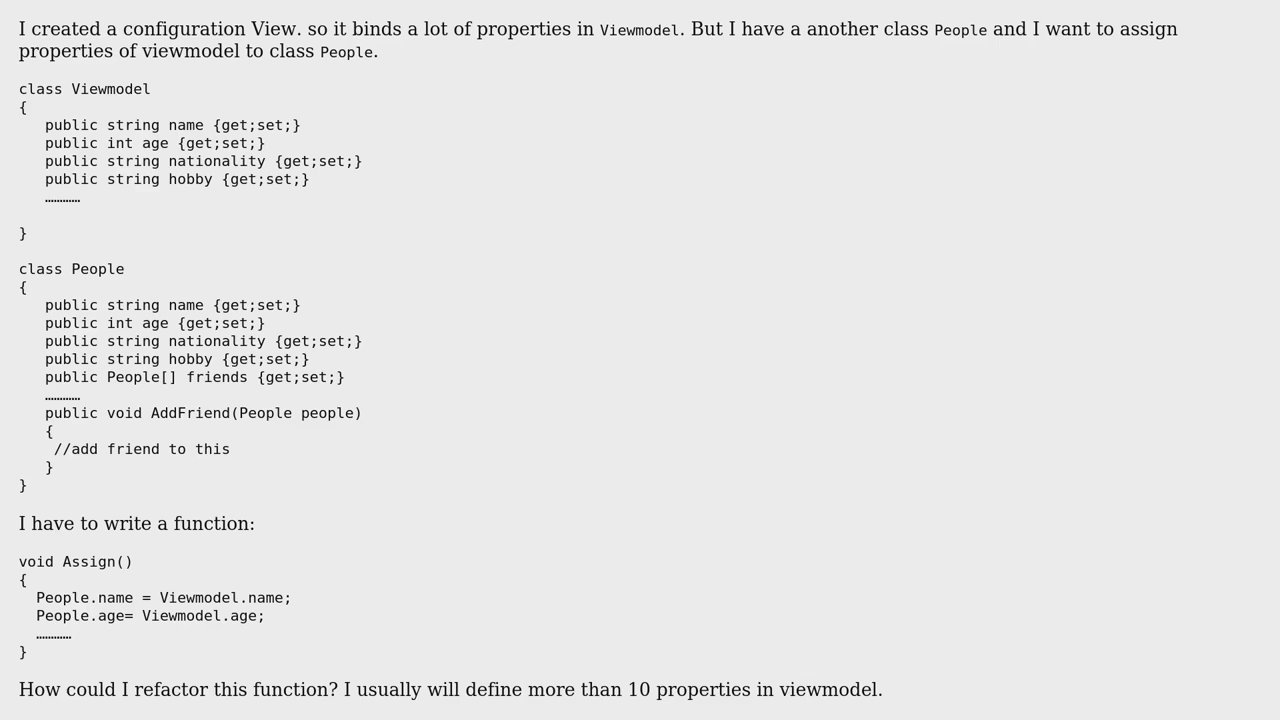 I created a configuration View. so it binds a lot of properties in Viewmodel. But I have a another class People and I want to assign
properties of viewmodel to class People.
class Viewmodel
{
   public string name {get;set;}
   public int age {get;set;}
   public string nationality {get;set;}
   public string hobby {get;set;}
   …………
}
class People
{
   public string name {get;set;}
   public int age {get;set;}
   public string nationality {get;set;}
   public string hobby {get;set;}
   public People[] friends {get;set;}
   …………
   public void AddFriend(People people)
   {
    //add friend to this
   }
}
I have to write a function:
void Assign()
{
  People.name = Viewmodel.name;
  People.age= Viewmodel.age;
  …………
}
How could I refactor this function? I usually will define more than 10 properties in viewmodel.